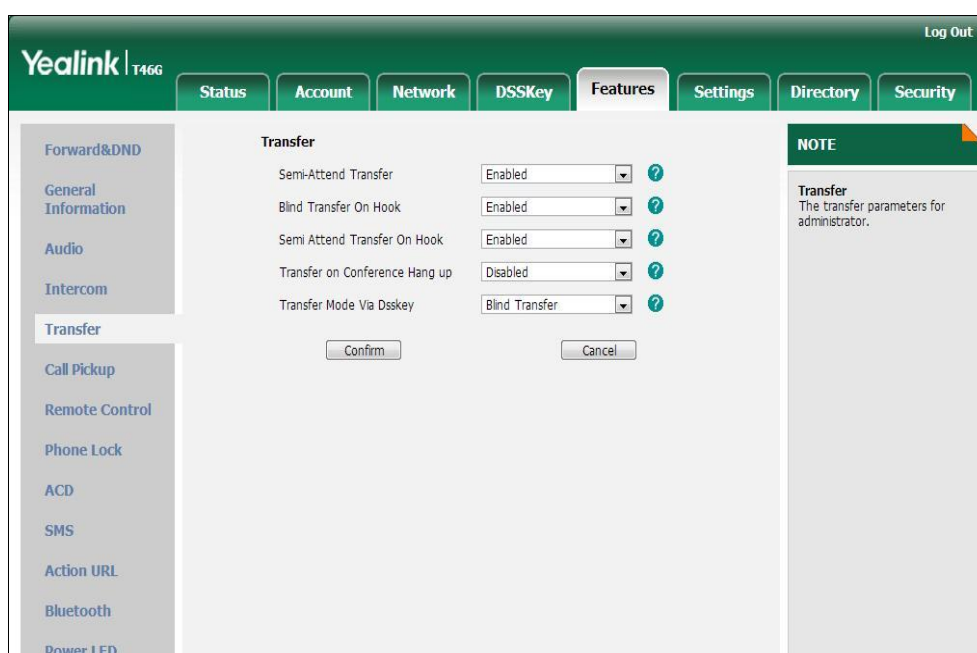 Log Out
Yealink | T46G
Status Account Network DSSKey Features Settings Directory Security
Forward&DND
General
Information
Audio
Intercom
Transfer
Call Pickup
Remote Control
Phone Lock
ACD
SMS
Action URL
Bluetooth
Power LED
Transfer
Semi-Attend Transfer Enabled ?
Blind Transfer On Hook Enabled ?
Semi Attend Transfer On Hook Enabled ?
Transfer on Conference Hang up Disabled ?
Transfer Mode Via Dsskey Blind Transfer ?
Confirm Cancel
NOTE
Transfer
The transfer parameters for
administrator.